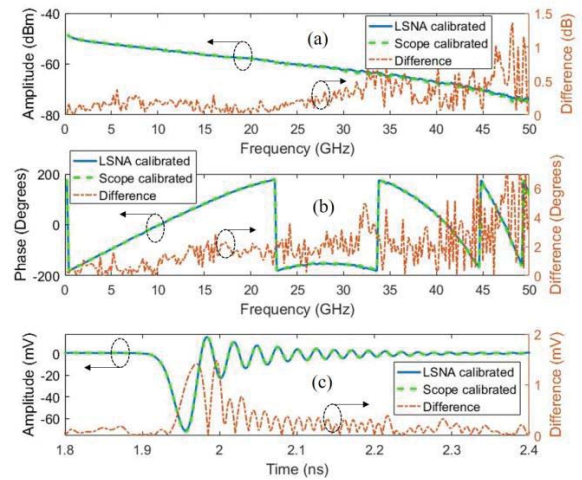 (a)
LSNA calibrated
Scope calibrated
Difference
Amplitude (dBm)
-40
-60
-80
1.5
1
0.5
0
Difference (dB)
0 5 10 15 20 25 30 35 40 45 50
Frequency (GHz)
LSNA calibrated
Scope calibrated
Difference
(b)
Phase (Degrees)
200
0
-200
6
4
2
0
Difference (Degrees)
0 5 10 15 20 25 30 35 40 45 50
Frequency (GHz)
(c)
LSNA calibrated
Scope calibrated
Difference
Amplitude (mV)
0
-20
-40
-60
2
1
0
Difference (mV)
1.8 1.9 2 2.1 2.2 2.3 2.4
Time (ns)